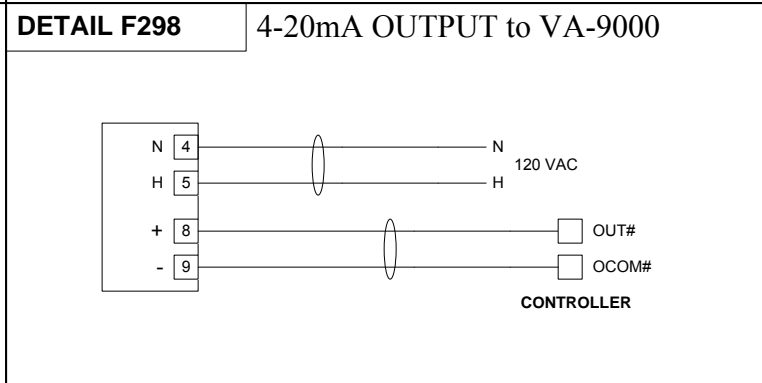 DETAIL F298 4-20mA OUTPUT to VA-9000
N 4 N
120 VAC
H 5 H
+ 8 OUT#
- 9 OCOM#
CONTROLLER